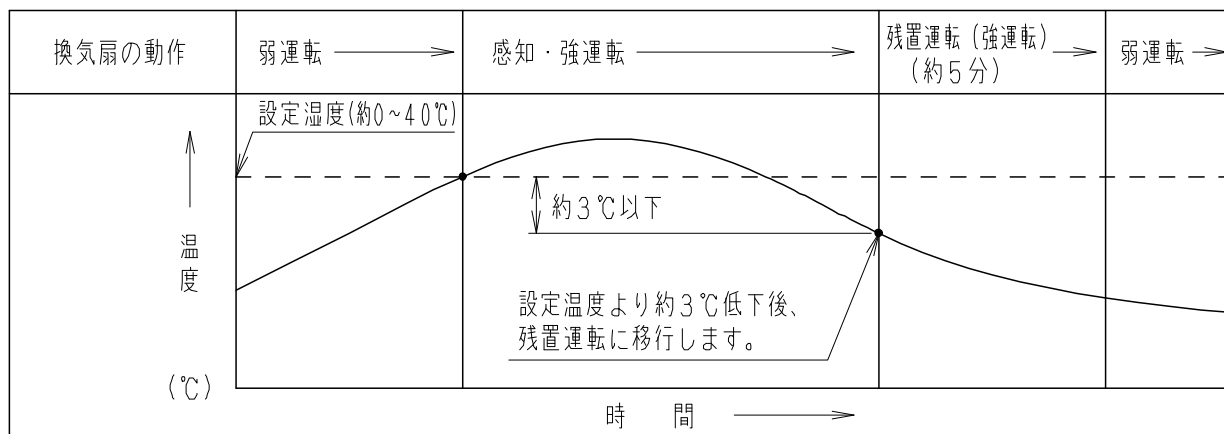 換気扇の動作
弱運転
感知・強運転
残置運転（強運転）
（約5分）
弱運転
設定湿度(約0~40℃)
温度
約3℃以下
設定温度より約3℃低下後、
残置運転に移行します。
(℃)
時 間